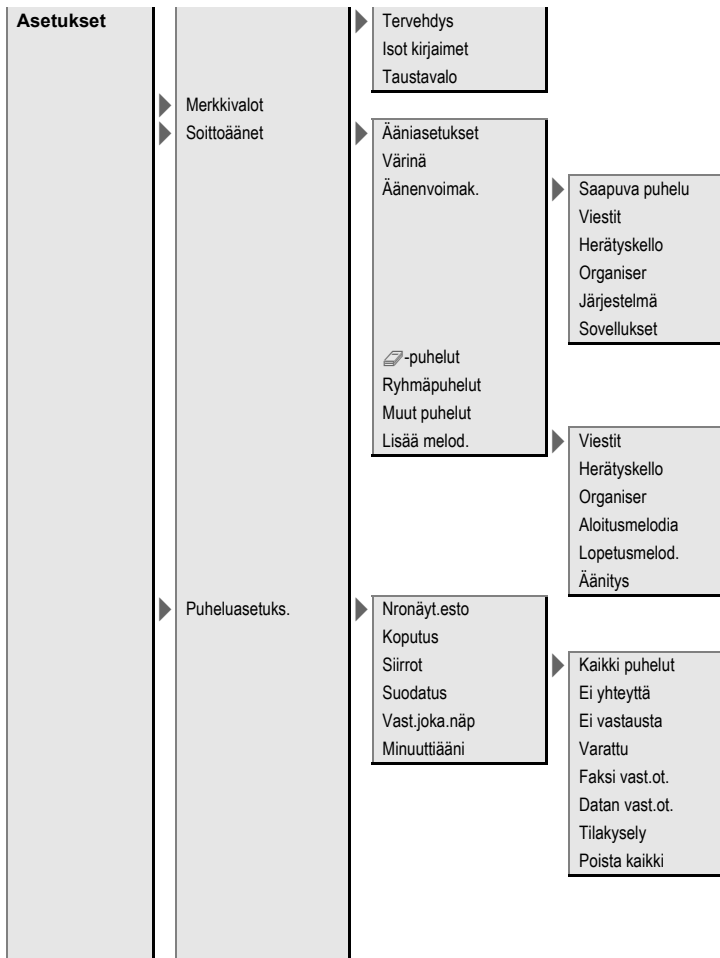 Asetukset
Tervehdys
Isot kirjaimet
Taustavalo
Merkkivalot
Soittoäänet
Ääniasetukset
Värinä
Äänenvoimak.
Saapuva puhelu
Viestit
Herätyskello
Organiser
Järjestelmä
Sovellukset
-puhelut
Ryhmäpuhelut
Muut puhelut
Lisää melod.
Viestit
Herätyskello
Organiser
Aloitusmelodia
Lopetusmelod.
Äänitys
Puheluasetuks.
Nronäyt.esto
Koputus
Siirrot
Suodatus
Vast.joka.näp
Minuuttiääni
Kaikki puhelut
Ei yhteyttä
Ei vastausta
Varattu
Faksi vast.ot.
Datan vast.ot.
Tilakysely
Poista kaikki